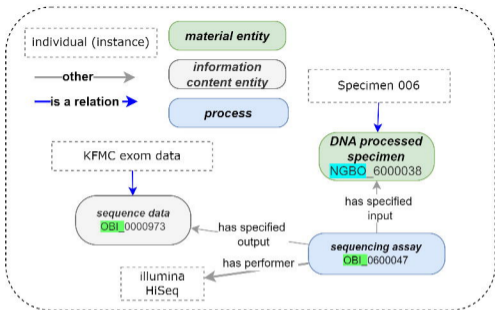 individual (instance)
other
is a relation
material entity
information
content entity
process
Specimen 006
KFMC exom data
DNA processed
specimen
NGBO_6000038
has specified
input
sequence data
OBI_0000973
has specified
output
sequencing assay
OBI_0600047
has performer
illumina
HiSeq